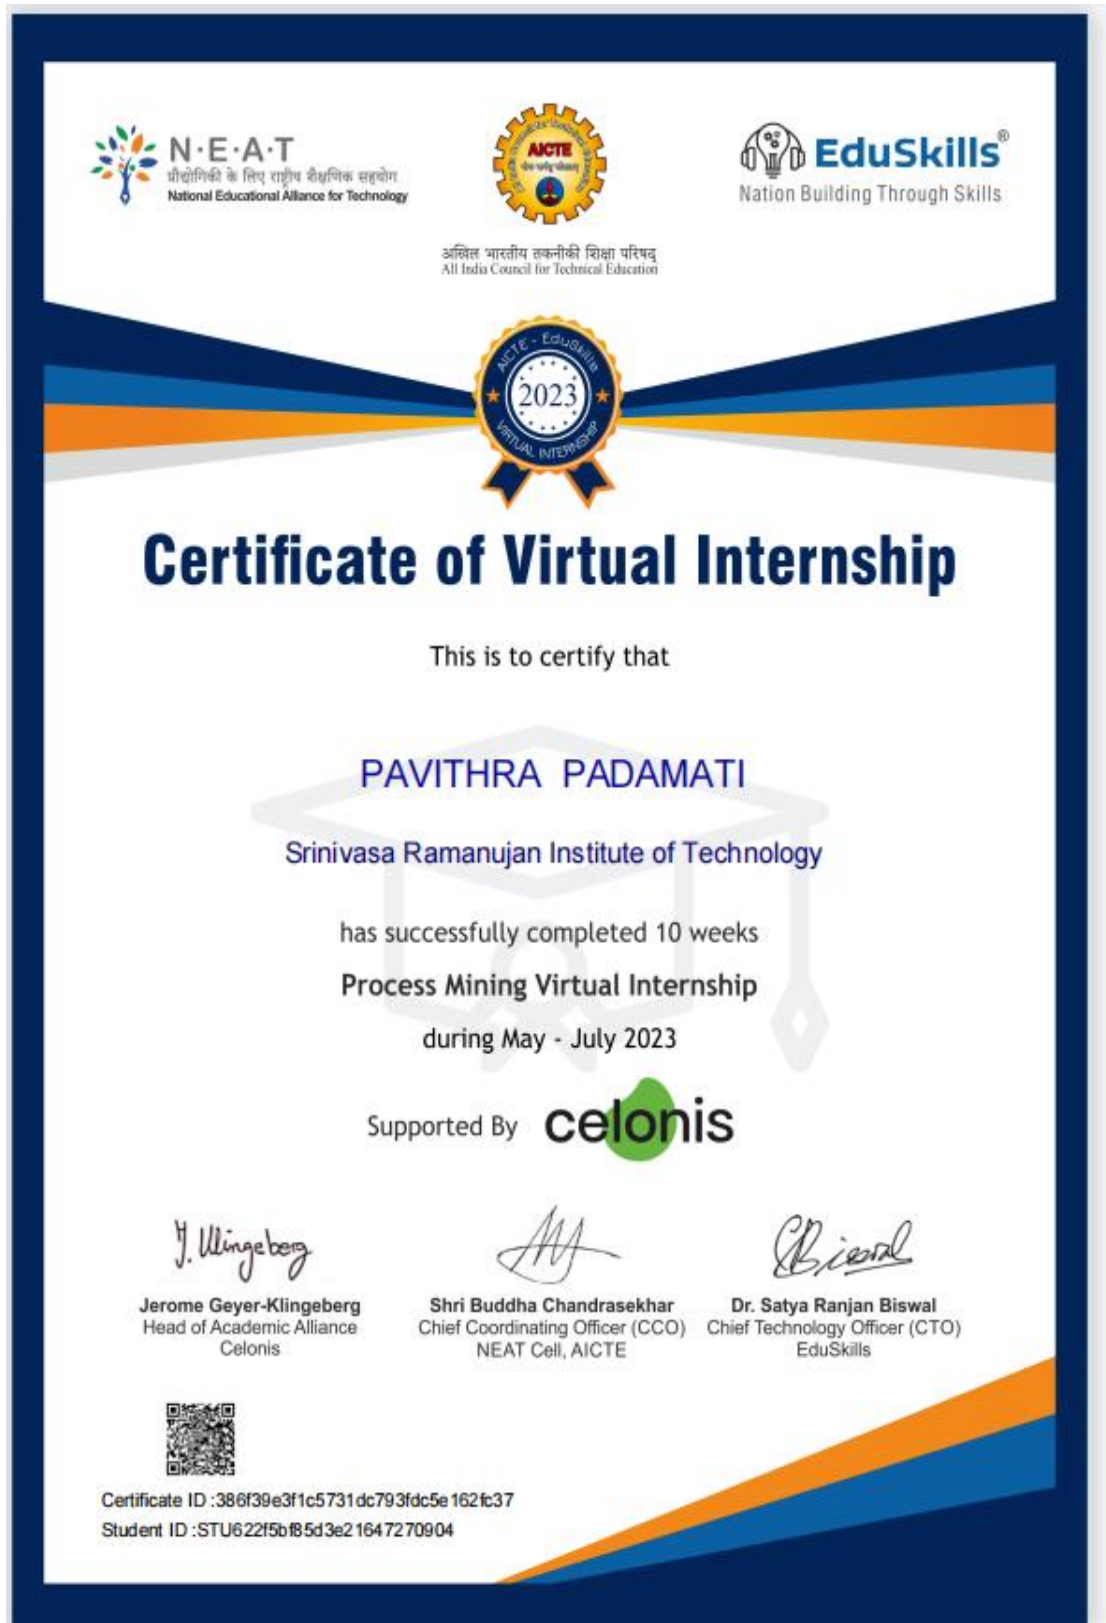 N·E·A·T
प्रौद्योगिकी के लिए राष्ट्रीय शैक्षणिक सहयोग
National Educational Alliance for Technology
AICTE
अखिल भारतीय तकनीकी शिक्षा परिषद्
All India Council for Technical Education
EduSkills®
Nation Building Through Skills
AICTE - EduSkills
2023
VIRTUAL INTERNSHIP
Certificate of Virtual Internship
This is to certify that
PAVITHRA PADAMATI
Srinivasa Ramanujan Institute of Technology
has successfully completed 10 weeks
Process Mining Virtual Internship
during May - July 2023
Supported By celonis
J. Klingeberg
Jerome Geyer-Klingeberg
Head of Academic Alliance
Celonis
Shri Buddha Chandrasekhar
Chief Coordinating Officer (CCO)
NEAT Cell, AICTE
SRBiswal
Dr. Satya Ranjan Biswal
Chief Technology Officer (CTO)
EduSkills
Certificate ID :386f39e3f1c5731dc793fdc5e162fc37
Student ID :STU622f5bf85d3e21647270904